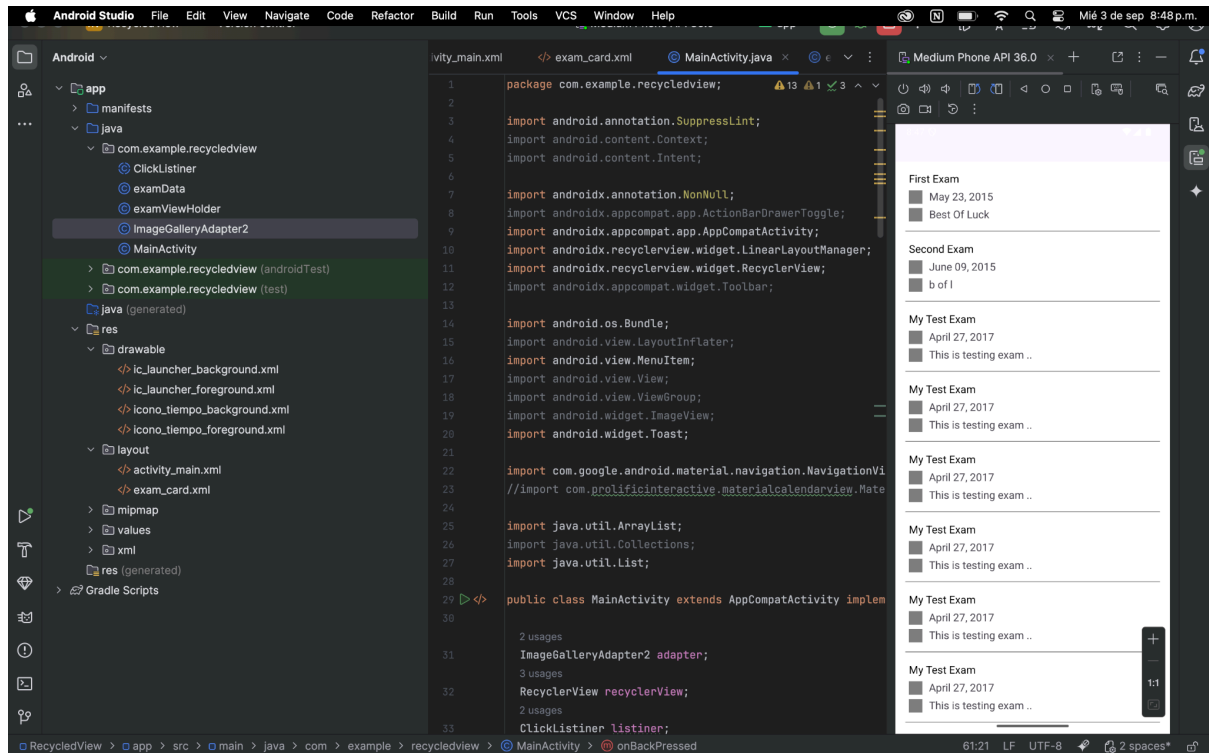 Android Studio File Edit View Navigate Code Refactor Build Run Tools VCS Window Help Mié 3 de sep 8:48 p.m.
Android
ivity_main.xml exam_card.xml MainActivity.java
Medium Phone API 36.0
app
manifests
java
com.example.recycledview
ClickListiner
examData
examViewHolder
ImageGalleryAdapter2
MainActivity
com.example.recycledview (androidTest)
com.example.recycledview (test)
java (generated)
res
drawable
ic_launcher_background.xml
ic_launcher_foreground.xml
icono_tiempo_background.xml
icono_tiempo_foreground.xml
layout
activity_main.xml
exam_card.xml
mipmap
values
xml
res (generated)
Gradle Scripts
13 1 3
1 package com.example.recycledview;
2
3 import android.annotation.SuppressLint;
4 import android.content.Context;
5 import android.content.Intent;
6
7 import androidx.annotation.NonNull;
8 import androidx.appcompat.app.ActionBarDrawerToggle;
9 import androidx.appcompat.app.AppCompatActivity;
10 import androidx.recyclerview.widget.LinearLayoutManager;
11 import androidx.recyclerview.widget.RecyclerView;
12 import androidx.appcompat.widget.Toolbar;
13
14 import android.os.Bundle;
15 import android.view.LayoutInflater;
16 import android.view.MenuItem;
17 import android.view.View;
18 import android.view.ViewGroup;
19 import android.widget.ImageView;
20 import android.widget.Toast;
21
22 import com.google.android.material.navigation.NavigationVi
23 //import com.prolificinteractive.materialcalendarview.Mate
24
25 import java.util.ArrayList;
26 import java.util.Collections;
27 import java.util.List;
28
29 public class MainActivity extends AppCompatActivity implem
30
2 usages
31 ImageGalleryAdapter2 adapter;
3 usages
32 RecyclerView recyclerView;
2 usages
33 ClickListiner listiner;
First Exam
May 23, 2015
Best Of Luck
Second Exam
June 09, 2015
b of l
My Test Exam
April 27, 2017
This is testing exam ..
My Test Exam
April 27, 2017
This is testing exam ..
My Test Exam
April 27, 2017
This is testing exam ..
My Test Exam
April 27, 2017
This is testing exam ..
My Test Exam
April 27, 2017
This is testing exam ..
My Test Exam
April 27, 2017
This is testing exam ..
1:1
RecycledView > app > src > main > java > com > example > recycledview > MainActivity > onBackPressed 61:21 LF UTF-8 2 spaces*